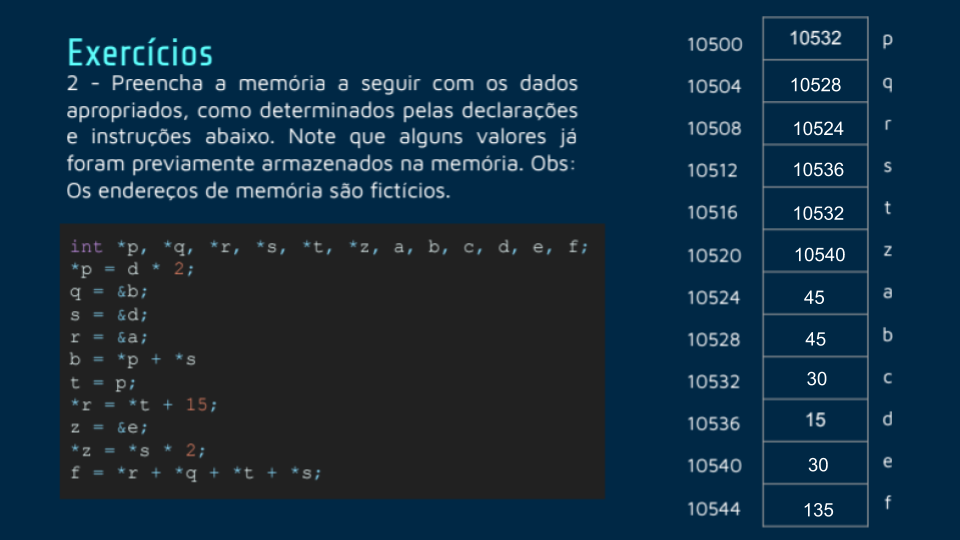 Exercícios
2 - Preencha a memória a seguir com os dados
apropriados, como determinados pelas declarações
e instruções abaixo. Note que alguns valores já
foram previamente armazenados na memória. Obs:
Os endereços de memória são fictícios.
int *p, *q, *r, *s, *t, *z, a, b, c, d, e, f;
*p = d * 2;
q = &b;
s = &d;
r = &a;
b = *p + *s
t = p;
*r = *t + 15;
z = &e;
*z = *s * 2;
f = *r + *q + *t + *s;
10500 10532 p
10504 10528 q
10508 10524 r
10512 10536 s
10516 10532 t
10520 10540 z
10524 45 a
10528 45 b
10532 30 c
10536 15 d
10540 30 e
10544 135 f